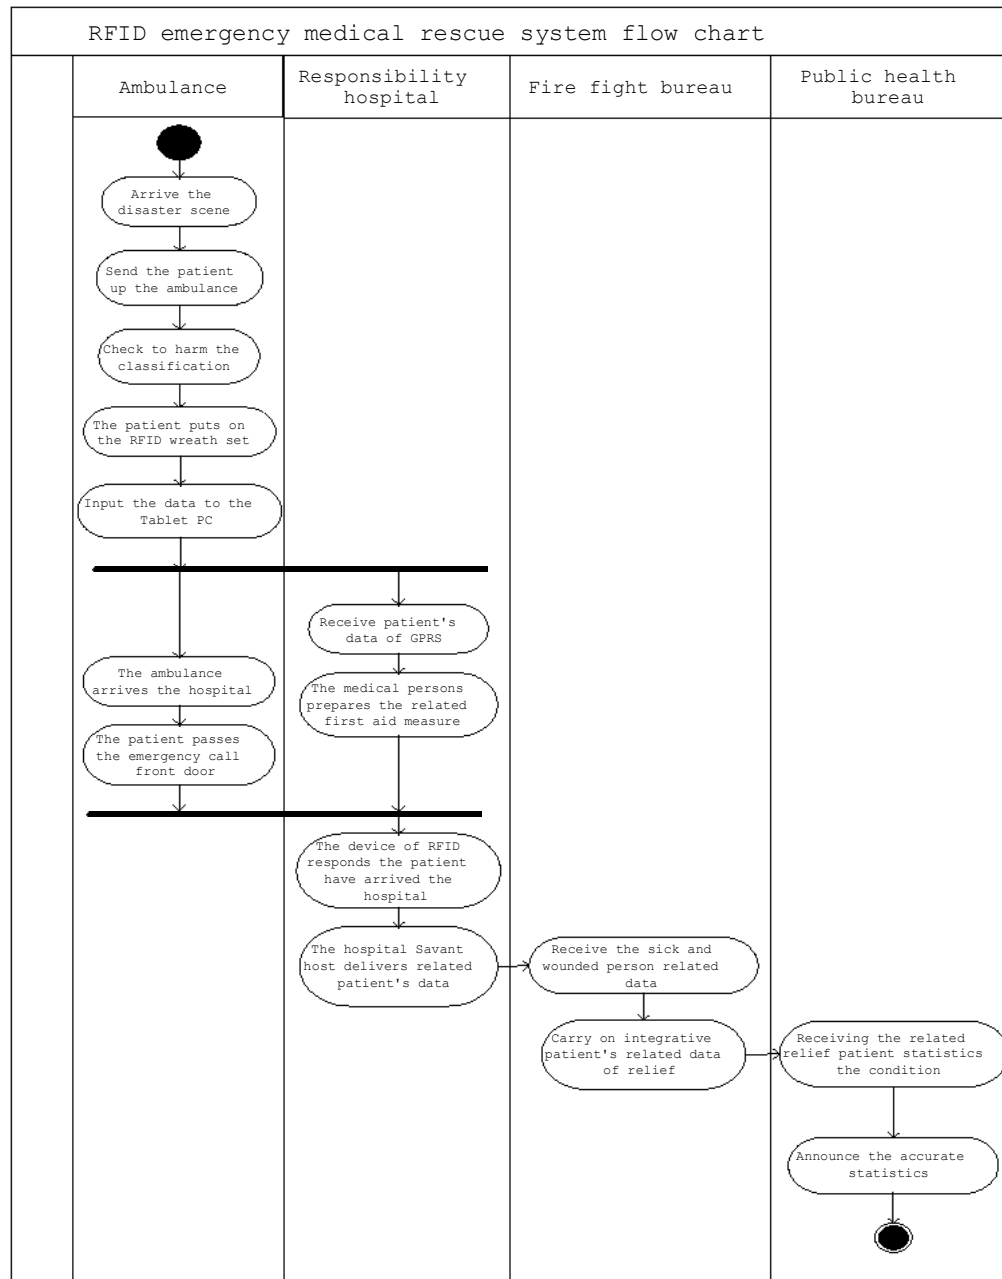 RFID emergency medical rescue system flow chart
Ambulance
Responsibility
hospital
Fire fight bureau
Public health
bureau
Arrive the
disaster scene
Send the patient
up the ambulance
Check to harm the
classification
The patient puts on
the RFID wreath set
Input the data to the
Tablet PC
Receive patient's
data of GPRS
The ambulance
arrives the hospital
The medical persons
prepares the related
first aid measure
The patient passes
the emergency call
front door
The device of RFID
responds the patient
have arrived the
hospital
The hospital Savant
host delivers related
patient's data
Receive the sick and
wounded person related
data
Carry on integrative
patient's related data
of relief
Receiving the related
relief patient statistics
the condition
Announce the accurate
statistics